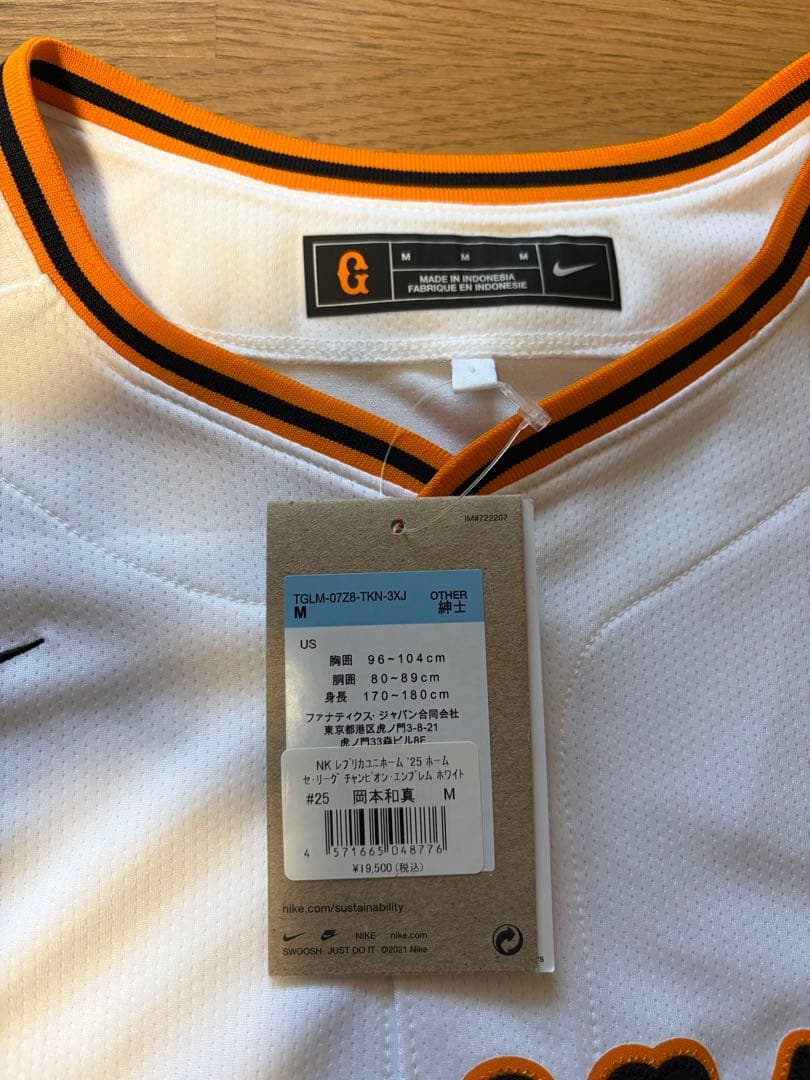 G
M M M
MADE IN INDONESIA
FABRIQUE EN INDONESIE
IM#722207
TGLM-07Z8-TKN-3XJ OTHER
M 紳士
US
胸囲 96~104cm
胴囲 80~89cm
身長 170~180cm
ファナティクス・ジャパン合同会社
東京都港区虎ノ門3-8-21
虎ノ門33森ビル8F
NK レプリカユニホーム '25 ホーム
セ・リーグ チャンピオン・エンブレム ホワイト
#25 岡本和真 M
4 571665 048776
¥19,500(税込)
nike.com/sustainability
NIKE nike.com
SWOOSH JUST DO IT ©2021 Nike